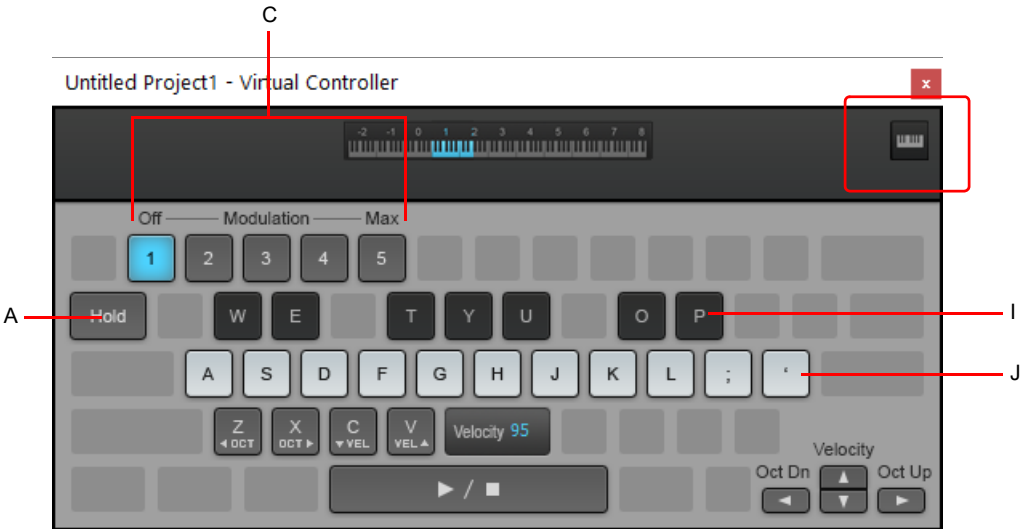 C
Untitled Project1 - Virtual Controller x
-2 -1 0 1 2 3 4 5 6 7 8
Off Modulation Max
1 2 3 4 5
A Hold W E T Y U O P I
A S D F G H J K L ; ‘ J
Z X C V
◄ OCT OCT ► ▼ VEL VEL ▲ Velocity 95
Velocity
Oct Dn Oct Up
► / ■